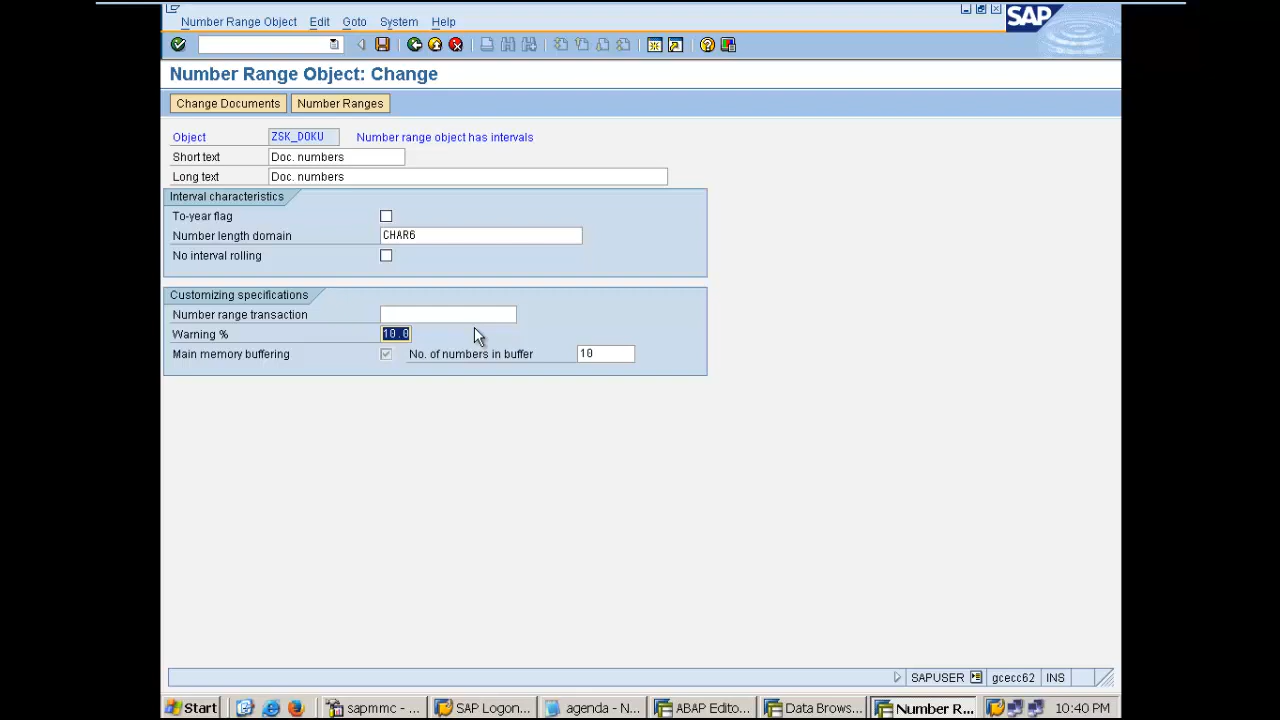 Number Range Object Edit Goto System Help
SAP
Number Range Object: Change
Change Documents Number Ranges
Object ZSK_DOKU Number range object has intervals
Short text Doc. numbers
Long text Doc. numbers
Interval characteristics
To-year flag
Number length domain CHAR6
No interval rolling
Customizing specifications
Number range transaction
Warning % 10.0
Main memory buffering No. of numbers in buffer 10
SAPUSER gcecc62 INS
Start sapmmc - ... SAP Logon... agenda - N... ABAP Edito... Data Brows... Number R... 10:40 PM